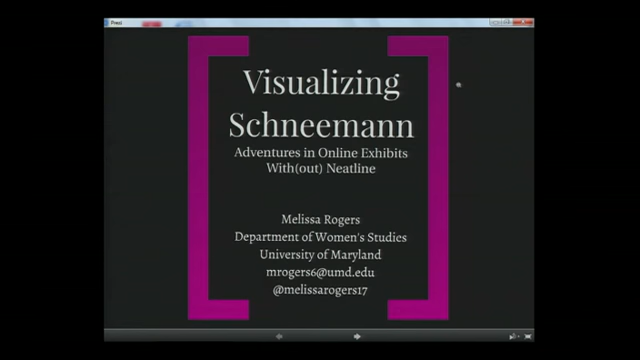 Prezi
Visualizing
Schneemann
Adventures in Online Exhibits
With(out) Neatline
Melissa Rogers
Department of Women's Studies
University of Maryland
mrogers6@umd.edu
@melissarogers17